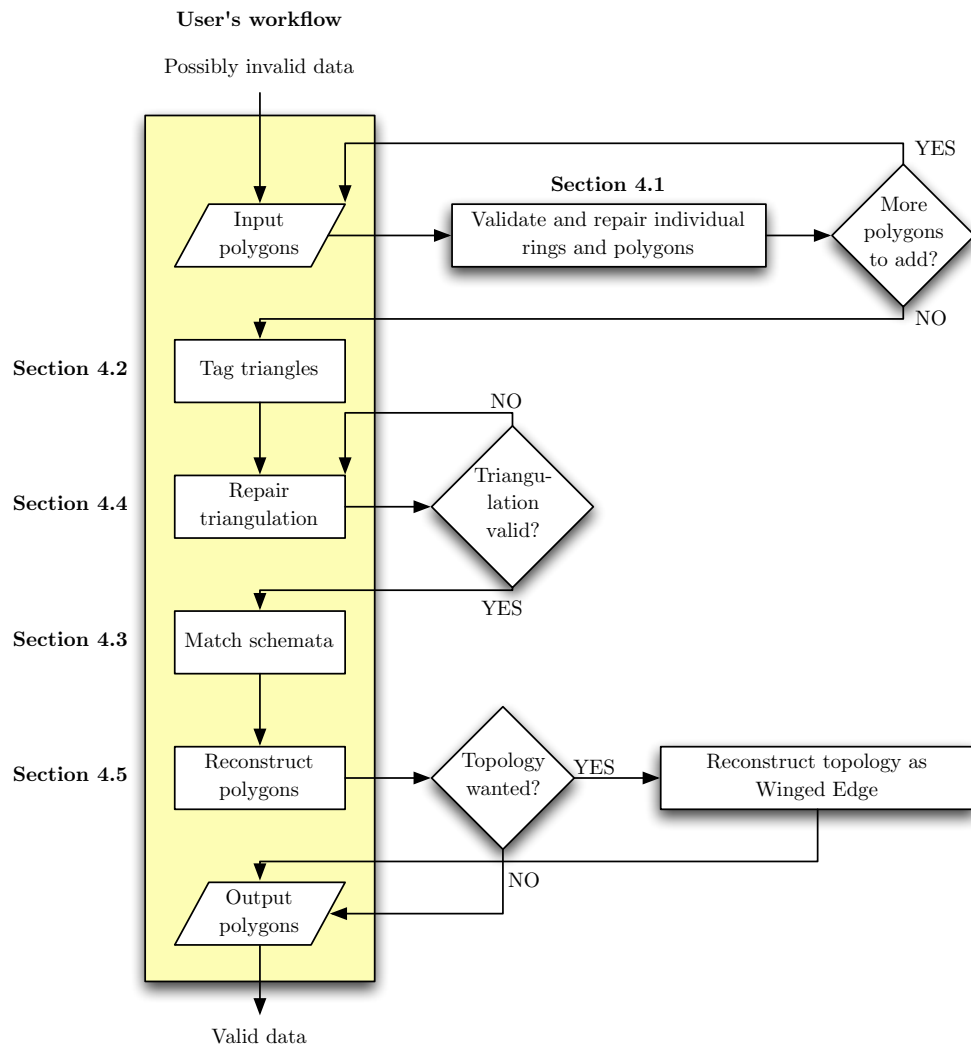 User's workflow
Possibly invalid data
YES
Section 4.1
Input
polygons
Validate and repair individual
rings and polygons
More
polygons
to add?
NO
Section 4.2
Tag triangles
NO
Section 4.4
Repair
triangulation
Triangu-
lation
valid?
YES
Section 4.3
Match schemata
Section 4.5
Reconstruct
polygons
Topology
wanted?
YES
Reconstruct topology as
Winged Edge
NO
Output
polygons
Valid data